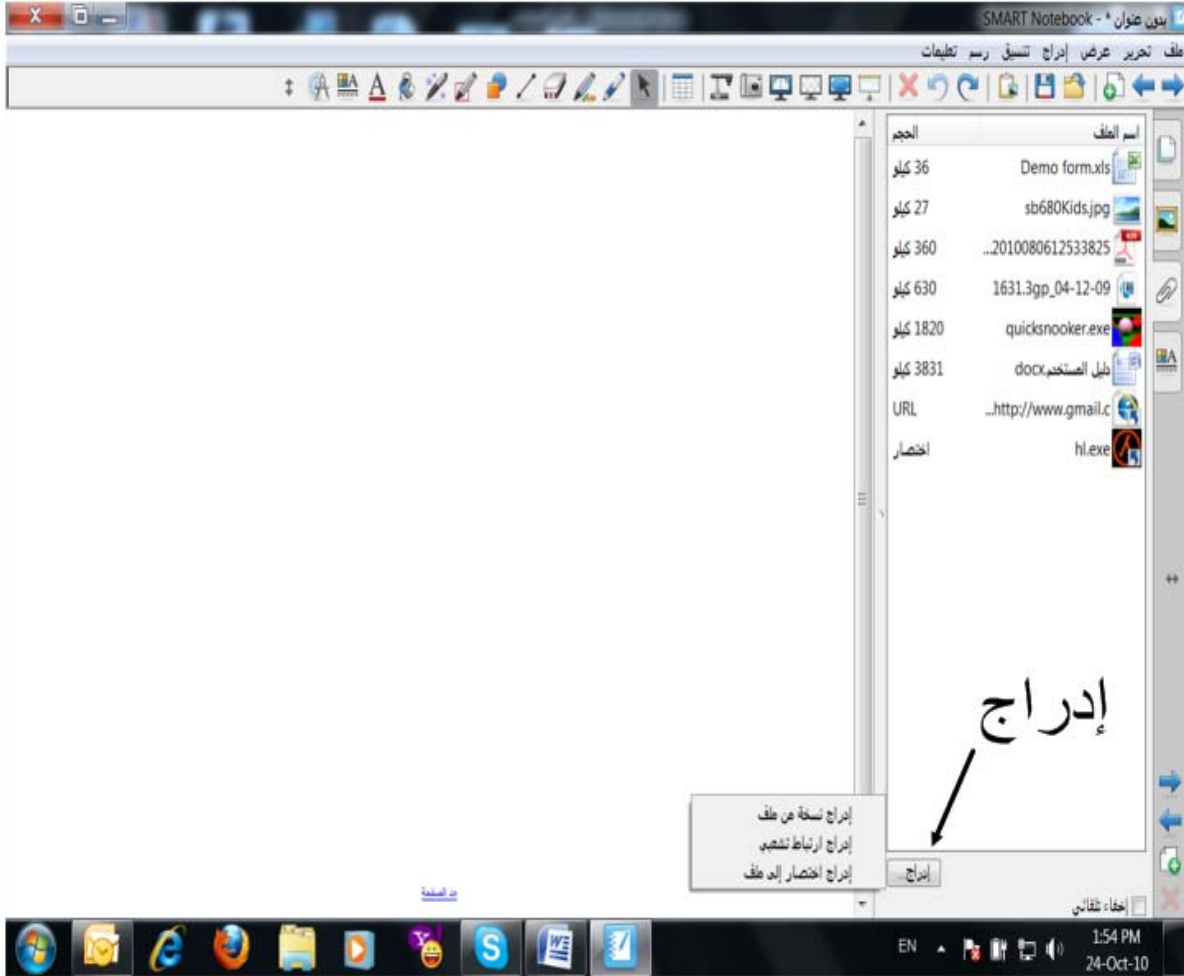 بدون عنوان * - SMART Notebook
ملف تحرير عرض إدراج تنسيق رسم تعليمات
اسم الملف الحجم
Demo form.xls 36 كيلو
sb680Kids.jpg 27 كيلو
2010080612533825... 360 كيلو
1631.3gp_04-12-09 630 كيلو
quicksnooker.exe 1820 كيلو
دليل المستخدم.docx 3831 كيلو
http://www.gmail.c... URL
hl.exe اختصار
إدراج
إدراج نسخة من ملف
إدراج ارتباط تشعبي
إدراج اختصار إلى ملف
إدراج...
إخفاء تلقائي
مد الصفحة
EN
1:54 PM
24-Oct-10